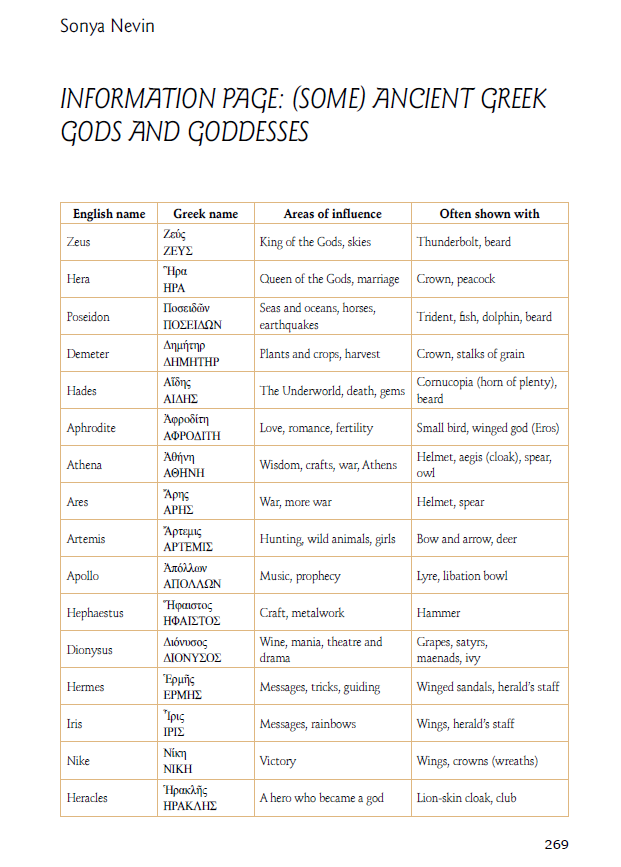 Sonya Nevin
INFORMATION PAGE: (SOME) ANCIENT GREEK
GODS AND GODDESSES
English name Greek name Areas of influence Often shown with
Zeus Ζεύς ΖΕΥΣ King of the Gods, skies Thunderbolt, beard
Hera Ἥρα ΗΡΑ Queen of the Gods, marriage Crown, peacock
Poseidon Ποσειδῶν ΠΟΣΕΙΔΩΝ Seas and oceans, horses, earthquakes Trident, fish, dolphin, beard
Demeter Δημήτηρ ΔΗΜΗΤΗΡ Plants and crops, harvest Crown, stalks of grain
Hades Αΐδης ΑΙΔΗΣ The Underworld, death, gems Cornucopia (horn of plenty), beard
Aphrodite Ἀφροδίτη ΑΦΡΟΔΙΤΗ Love, romance, fertility Small bird, winged god (Eros)
Athena Ἀθήνη ΑΘΗΝΗ Wisdom, crafts, war, Athens Helmet, aegis (cloak), spear, owl
Ares Ἄρης ΑΡΗΣ War, more war Helmet, spear
Artemis Ἄρτεμις ΑΡΤΕΜΙΣ Hunting, wild animals, girls Bow and arrow, deer
Apollo Ἀπόλλων ΑΠΟΛΛΩΝ Music, prophecy Lyre, libation bowl
Hephaestus Ἥφαιστος ΗΦΑΙΣΤΟΣ Craft, metalwork Hammer
Dionysus Διόνυσος ΔΙΟΝΥΣΟΣ Wine, mania, theatre and drama Grapes, satyrs, maenads, ivy
Hermes Ἑρμῆς ΕΡΜΗΣ Messages, tricks, guiding Winged sandals, herald's staff
Iris Ἶρις ΙΡΙΣ Messages, rainbows Wings, herald's staff
Nike Νίκη ΝΙΚΗ Victory Wings, crowns (wreaths)
Heracles Ἡρακλῆς ΗΡΑΚΛΗΣ A hero who became a god Lion-skin cloak, club
269